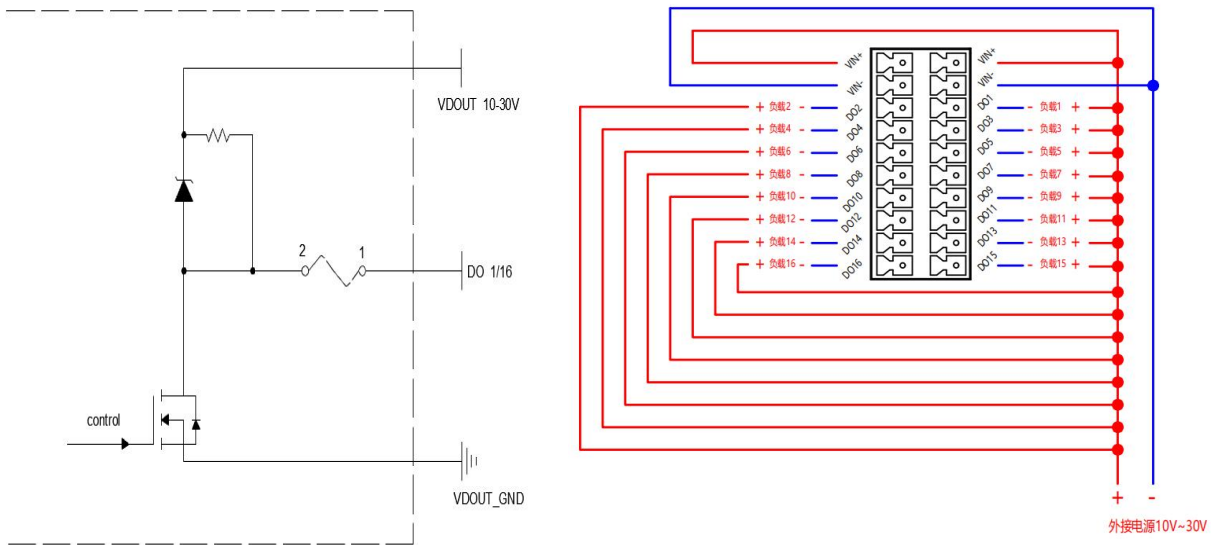 VDOUT 10-30V
2 1
DO 1/16
control
VDOUT_GND
VIN+ VIN+
VIN- VIN-
+ 负载2 - DO2 DO1 - 负载1 +
+ 负载4 - DO4 DO3 - 负载3 +
+ 负载6 - DO6 DO5 - 负载5 +
+ 负载8 - DO8 DO7 - 负载7 +
+ 负载10 - DO10 DO9 - 负载9 +
+ 负载12 - DO12 DO11 - 负载11 +
+ 负载14 - DO14 DO13 - 负载13 +
+ 负载16 - DO16 DO15 - 负载15 +
+ -
外接电源10V~30V